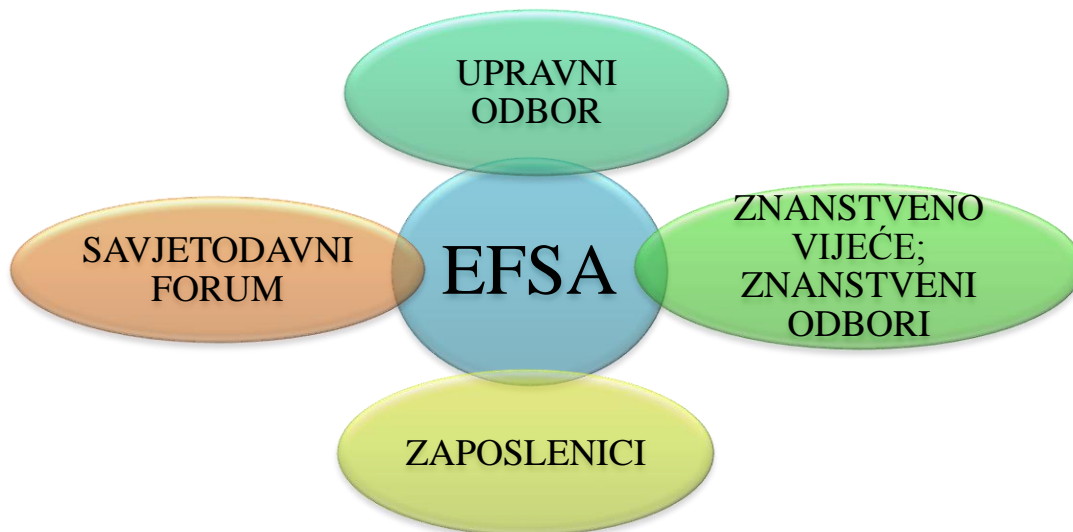 UPRAVNI
ODBOR
SAVJETODAVNI
FORUM
EFSA
ZNANSTVENO
VIJEĆE;
ZNANSTVENI
ODBORI
ZAPOSLENICI